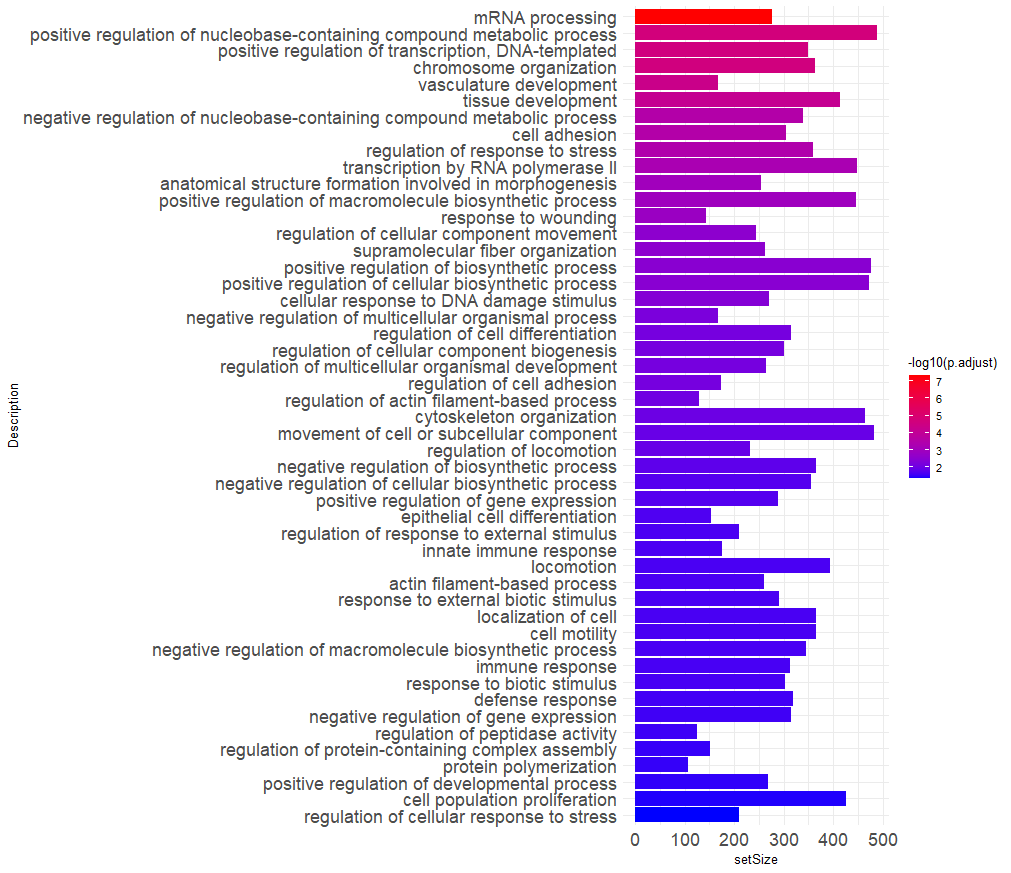 mRNA processing
positive regulation of nucleobase-containing compound metabolic process
positive regulation of transcription, DNA-templated
chromosome organization
vasculature development
tissue development
negative regulation of nucleobase-containing compound metabolic process
cell adhesion
regulation of response to stress
transcription by RNA polymerase II
anatomical structure formation involved in morphogenesis
positive regulation of macromolecule biosynthetic process
response to wounding
regulation of cellular component movement
supramolecular fiber organization
positive regulation of biosynthetic process
positive regulation of cellular biosynthetic process
cellular response to DNA damage stimulus
negative regulation of multicellular organismal process
regulation of cell differentiation
regulation of cellular component biogenesis
regulation of multicellular organismal development
regulation of cell adhesion
regulation of actin filament-based process
cytoskeleton organization
movement of cell or subcellular component
regulation of locomotion
negative regulation of biosynthetic process
negative regulation of cellular biosynthetic process
positive regulation of gene expression
epithelial cell differentiation
regulation of response to external stimulus
innate immune response
locomotion
actin filament-based process
response to external biotic stimulus
localization of cell
cell motility
negative regulation of macromolecule biosynthetic process
immune response
response to biotic stimulus
defense response
negative regulation of gene expression
regulation of peptidase activity
regulation of protein-containing complex assembly
protein polymerization
positive regulation of developmental process
cell population proliferation
regulation of cellular response to stress
Description
0 100 200 300 400 500
setSize
-log10(p.adjust)
7
6
5
4
3
2